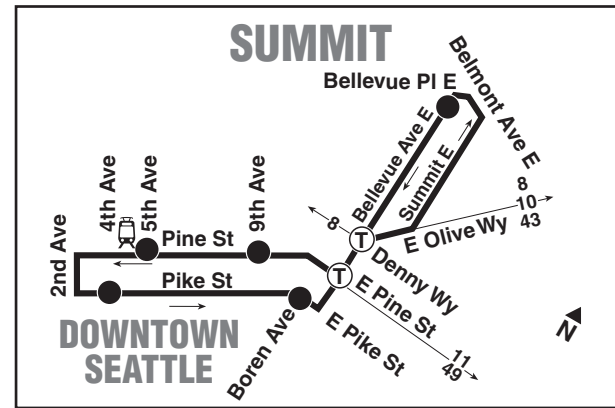 SUMMIT
Bellevue Pl E
Belmont Ave E
Bellevue Ave E
Summit E
8
10
43
8
T
E Olive Wy
Denny Wy
4th Ave
5th Ave
9th Ave
2nd Ave
Pine St
T
E Pine St
Pike St
Boren Ave
E Pike St
11
49
DOWNTOWN
SEATTLE
N